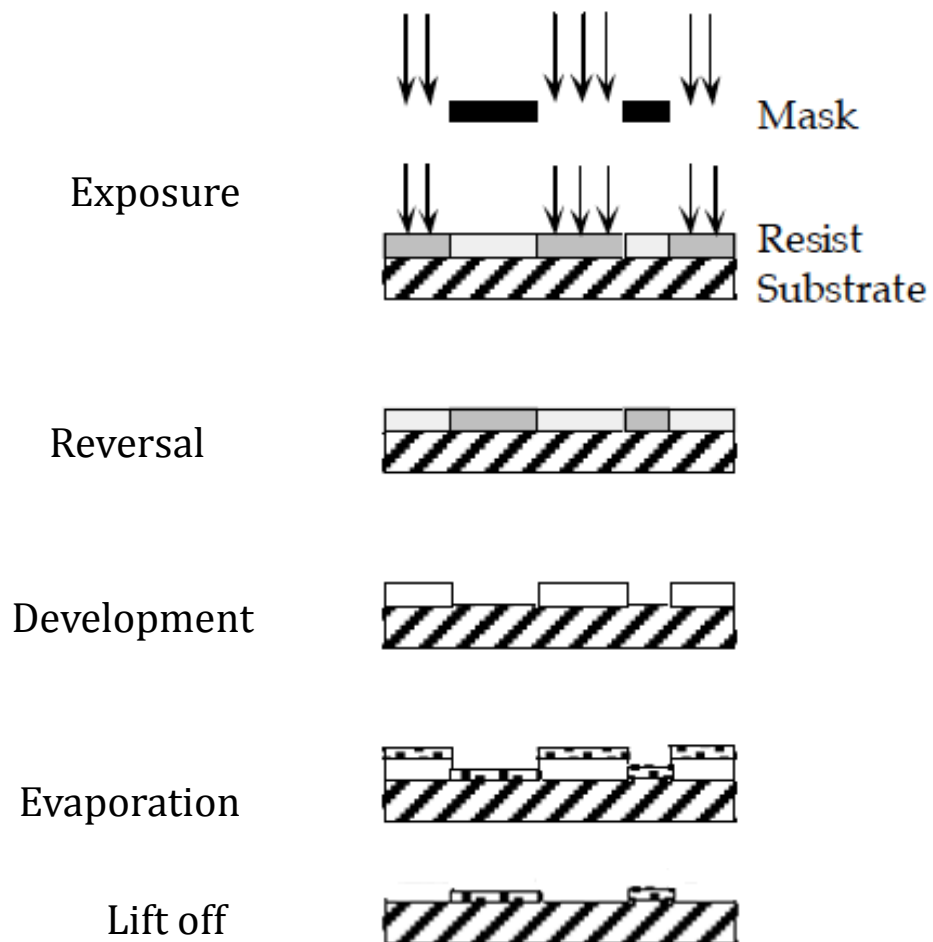 Mask
Exposure
Resist
Substrate
Reversal
Development
Evaporation
Lift off